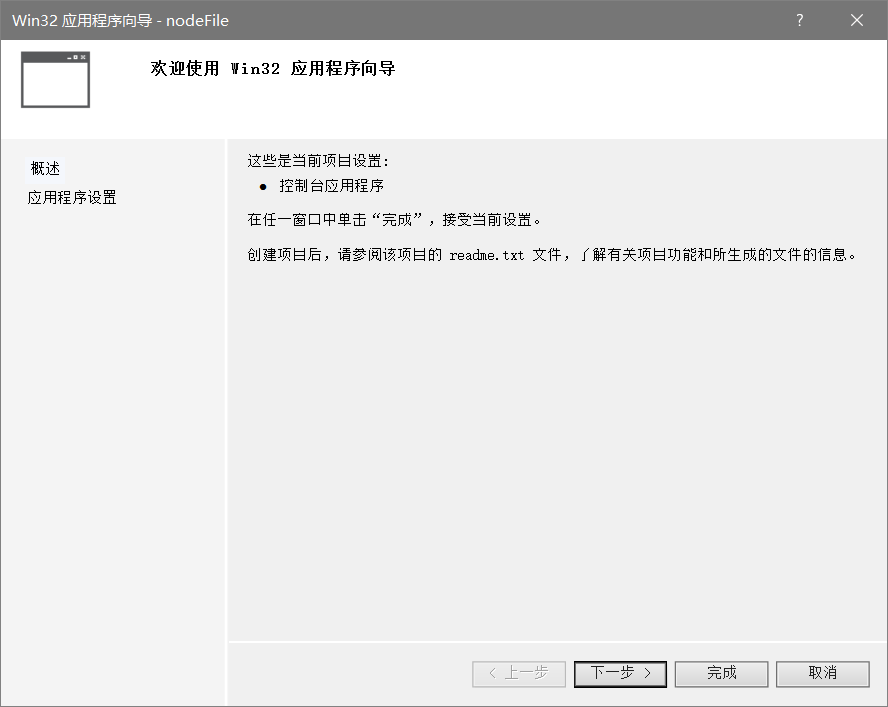 Win32 应用程序向导 - nodeFile
欢迎使用 Win32 应用程序向导
概述
应用程序设置
这些是当前项目设置:
● 控制台应用程序
在任一窗口中单击“完成”，接受当前设置。
创建项目后，请参阅该项目的 readme.txt 文件，了解有关项目功能和所生成的文件的信息。
< 上一步
下一步 >
完成
取消